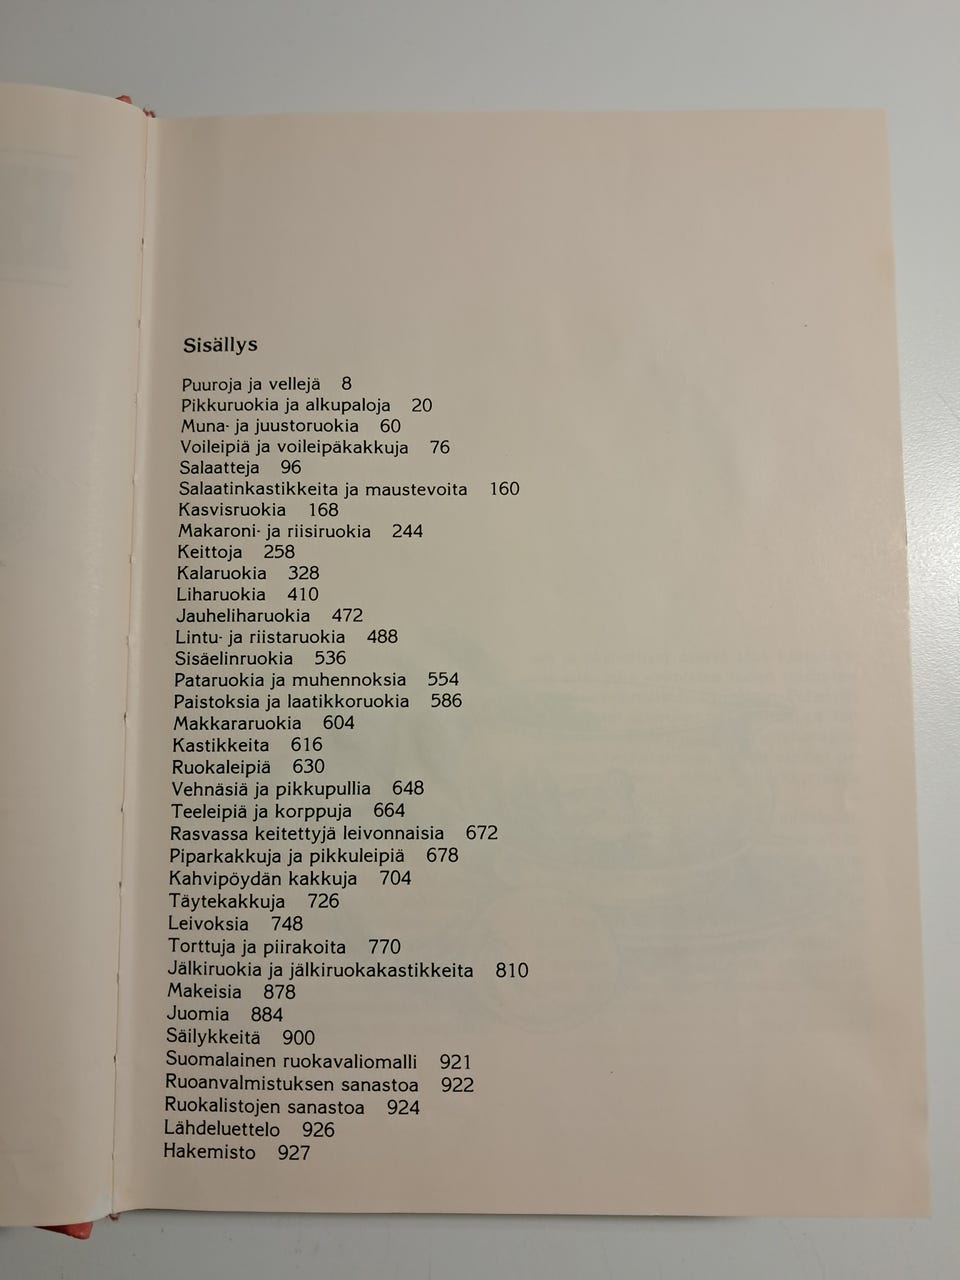 Sisällys
Puuroja ja vellejä 8
Pikkuruokia ja alkupaloja 20
Muna- ja juustoruokia 60
Voileipiä ja voileipäkakkuja 76
Salaatteja 96
Salaatinkastikkeita ja maustevoita 160
Kasvisruokia 168
Makaroni- ja riisiruokia 244
Keittoja 258
Kalaruokia 328
Liharuokia 410
Jauheliharuokia 472
Lintu- ja riistaruokia 488
Sisäelinruokia 536
Pataruokia ja muhennoksia 554
Paistoksia ja laatikkoruokia 586
Makkararuokia 604
Kastikkeita 616
Ruokaleipiä 630
Vehnäsiä ja pikkupullia 648
Teeleipiä ja korppuja 664
Rasvassa keitettyjä leivonnaisia 672
Piparkakkuja ja pikkuleipiä 678
Kahvipöydän kakkuja 704
Täytekakkuja 726
Leivoksia 748
Torttuja ja piirakoita 770
Jälkiruokia ja jälkiruokakastikkeita 810
Makeisia 878
Juomia 884
Säilykkeitä 900
Suomalainen ruokavaliomalli 921
Ruoanvalmistuksen sanastoa 922
Ruokalistojen sanastoa 924
Lähdeluettelo 926
Hakemisto 927